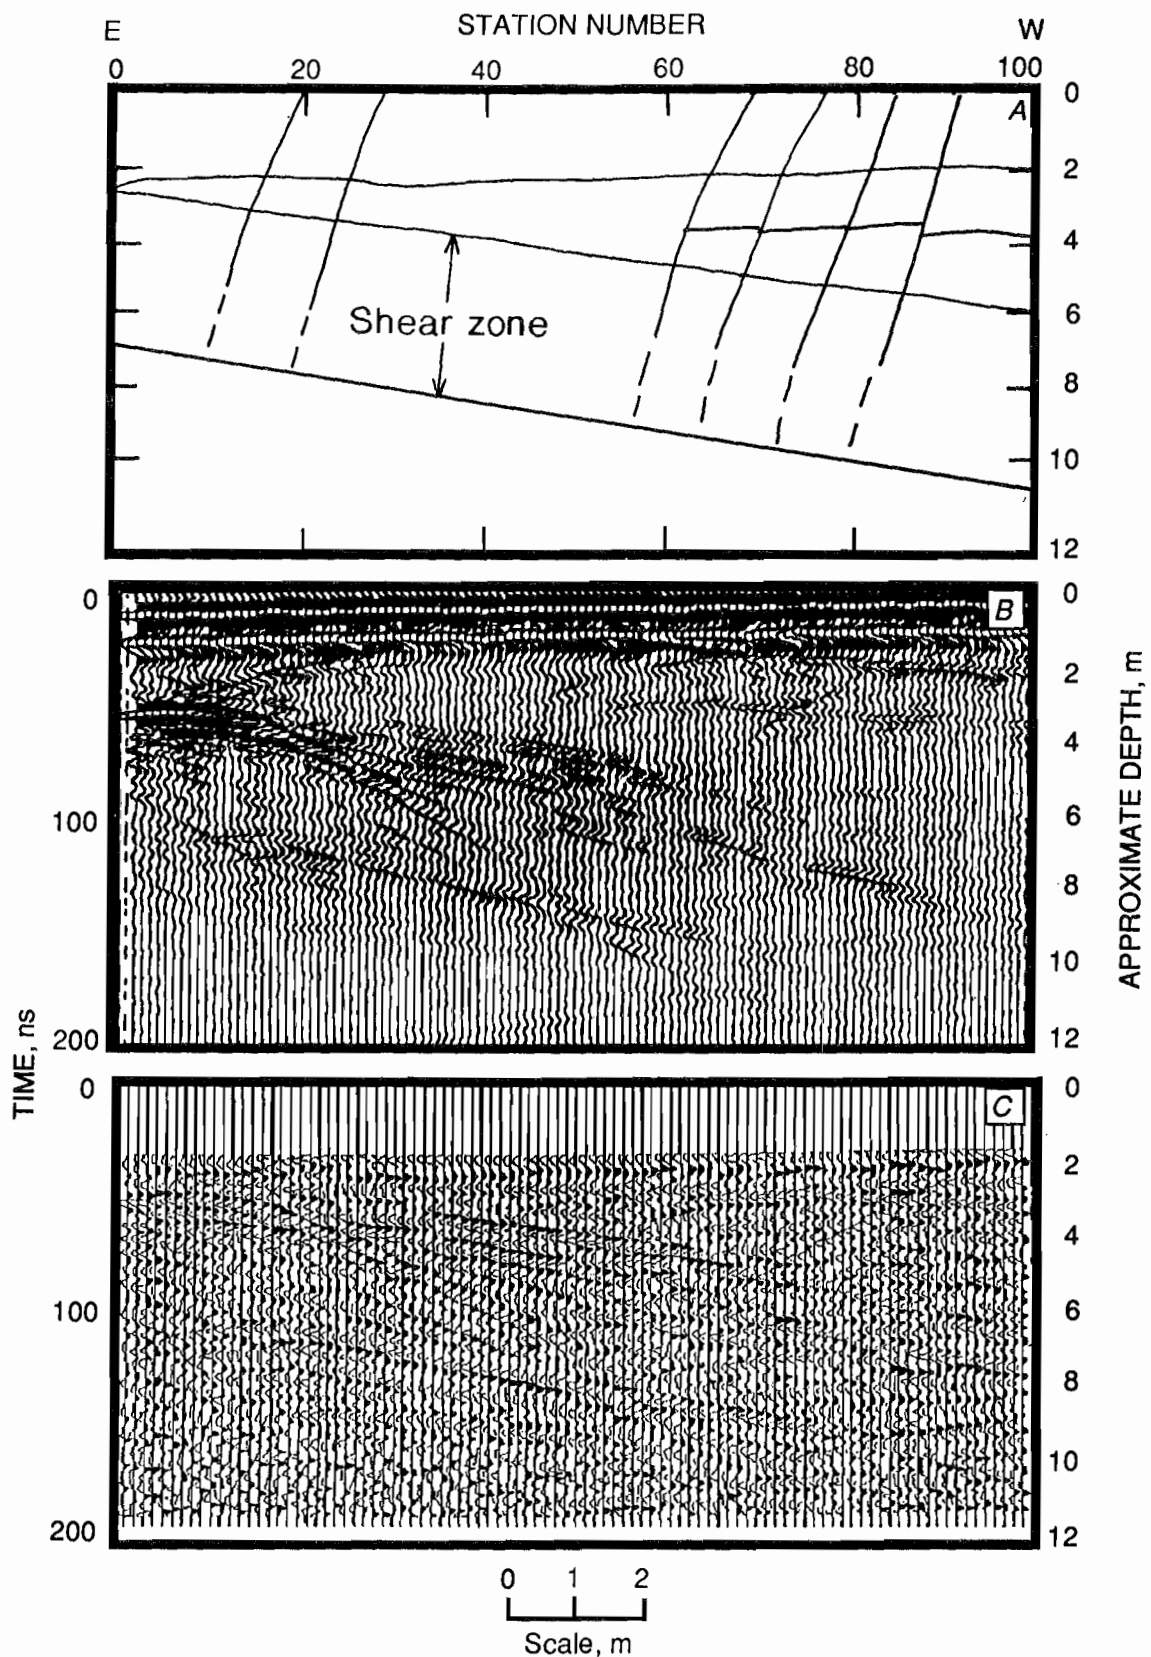 E STATION NUMBER W
0 20 40 60 80 100
0
A
2
4
Shear zone
6
8
10
12
0 0
B
2
4
100 6
8
10
200 12
TIME, ns
APPROXIMATE DEPTH, m
0 0
C
2
4
100 6
8
10
200 12
0 1 2
Scale, m